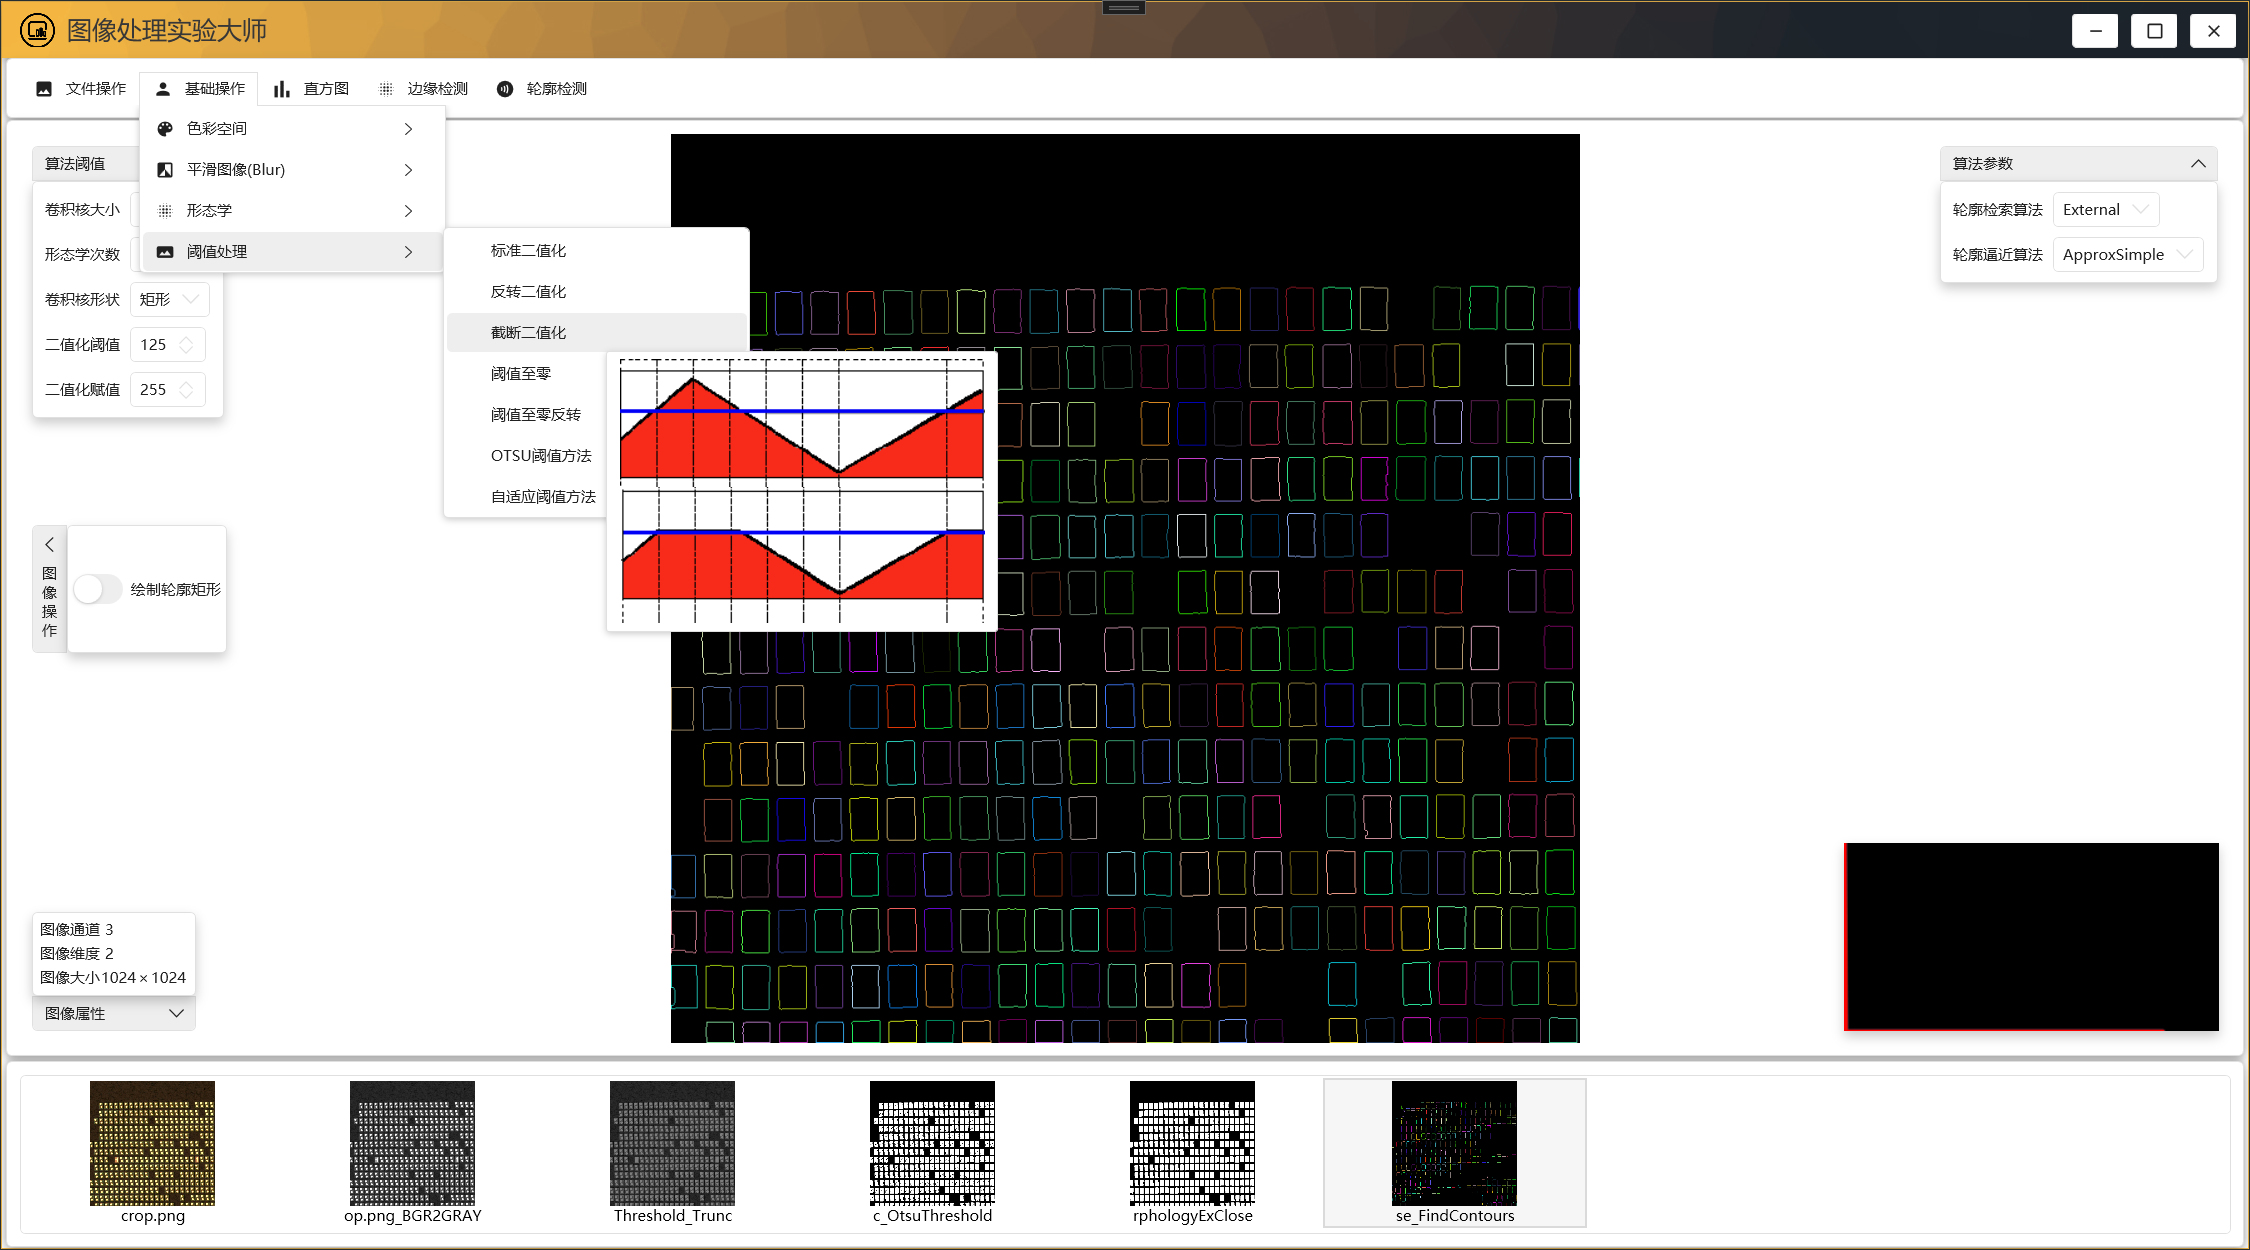 图像处理实验大师
文件操作
基础操作
直方图
边缘检测
轮廓检测
色彩空间
平滑图像(Blur)
形态学
阈值处理
标准二值化
反转二值化
截断二值化
阈值至零
阈值至零反转
OTSU阈值方法
自适应阈值方法
算法阈值
卷积核大小
形态学次数
卷积核形状 矩形
二值化阈值 125
二值化赋值 255
算法参数
轮廓检索算法 External
轮廓逼近算法 ApproxSimple
图像操作
绘制轮廓矩形
图像通道 3
图像维度 2
图像大小1024×1024
图像属性
crop.png
op.png_BGR2GRAY
Threshold_Trunc
c_OtsuThreshold
rphologyExClose
se_FindContours